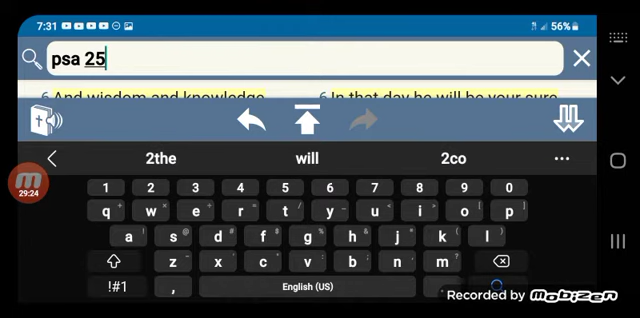 7:31 56%
psa 25
6 And wisdom and knowledge 6 In that day he will be your sure
2the will 2co ...
29:24
1 2 3 4 5 6 7 8 9 0
q w e r t y u i o p
a s d f g h j k l
z x c v b n m
!#1 , English (US)
Recorded by mobizen